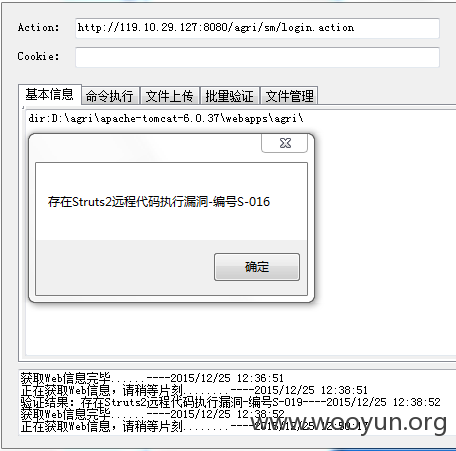 Action: http://119.10.29.127:8080/agri/sm/login.action
Cookie:
基本信息 命令执行 文件上传 批量验证 文件管理
dir:D:\agri\apache-tomcat-6.0.37\webapps\agri\
存在Struts2远程代码执行漏洞-编号S-016
确定
获取Web信息完毕......----2015/12/25 12:36:51
正在获取Web信息，请稍等片刻........----2015/12/25 12:38:51
验证结果：存在Struts2远程代码执行漏洞-编号S-019----2015/12/25 12:38:52
获取Web信息完毕......----2015/12/25 12:38:52
正在获取Web信息，请稍等片刻........----2015/12/25
www.wooyun.org